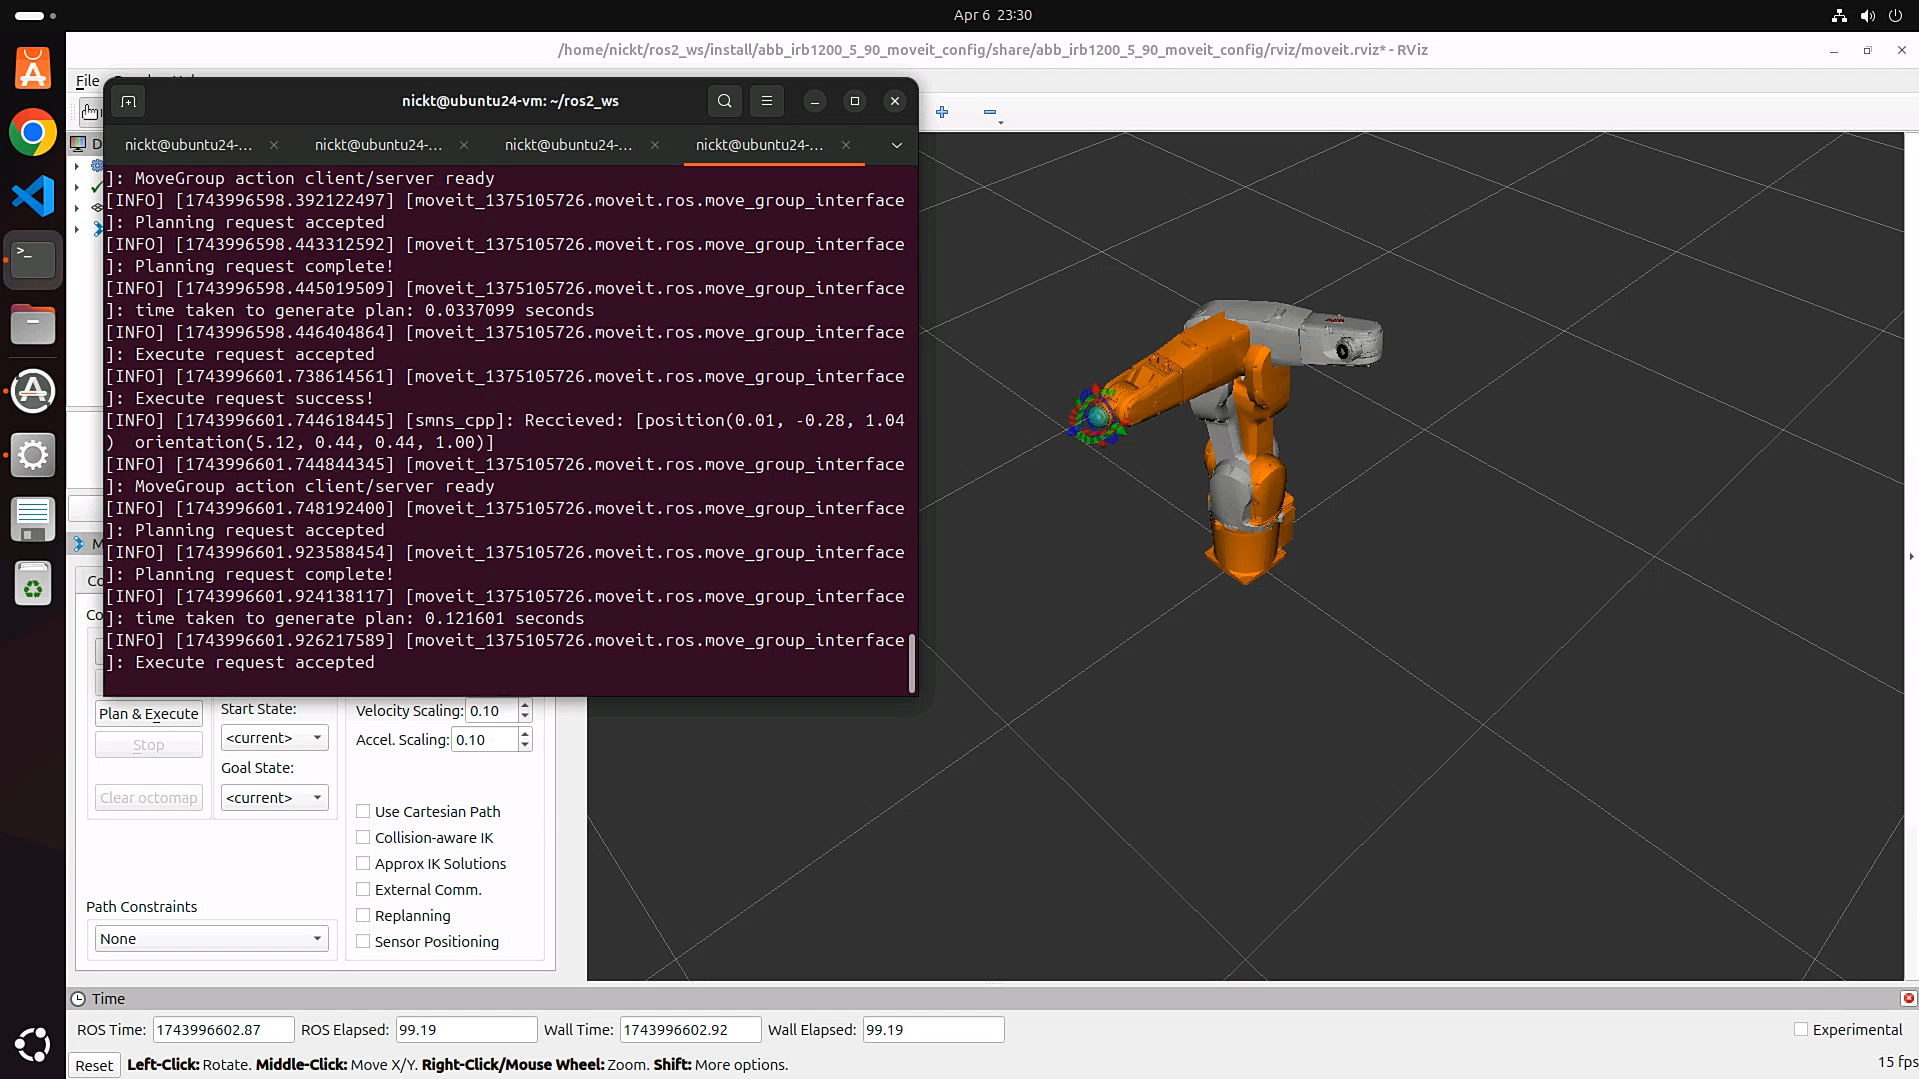 Apr 6 23:30
/home/nickt/ros2_ws/install/abb_irb1200_5_90_moveit_config/share/abb_irb1200_5_90_moveit_config/rviz/moveit.rviz* - RViz
File
nickt@ubuntu24-vm: ~/ros2_ws
nickt@ubuntu24-... nickt@ubuntu24-... nickt@ubuntu24-... nickt@ubuntu24-...
]: MoveGroup action client/server ready
[INFO] [1743996598.392122497] [moveit_1375105726.moveit.ros.move_group_interface
]: Planning request accepted
[INFO] [1743996598.443312592] [moveit_1375105726.moveit.ros.move_group_interface
]: Planning request complete!
[INFO] [1743996598.445019509] [moveit_1375105726.moveit.ros.move_group_interface
]: time taken to generate plan: 0.0337099 seconds
[INFO] [1743996598.446404864] [moveit_1375105726.moveit.ros.move_group_interface
]: Execute request accepted
[INFO] [1743996601.738614561] [moveit_1375105726.moveit.ros.move_group_interface
]: Execute request success!
[INFO] [1743996601.744618445] [smns_cpp]: Reccieved: [position(0.01, -0.28, 1.04
)  orientation(5.12, 0.44, 0.44, 1.00)]
[INFO] [1743996601.744844345] [moveit_1375105726.moveit.ros.move_group_interface
]: MoveGroup action client/server ready
[INFO] [1743996601.748192400] [moveit_1375105726.moveit.ros.move_group_interface
]: Planning request accepted
[INFO] [1743996601.923588454] [moveit_1375105726.moveit.ros.move_group_interface
]: Planning request complete!
[INFO] [1743996601.924138117] [moveit_1375105726.moveit.ros.move_group_interface
]: time taken to generate plan: 0.121601 seconds
[INFO] [1743996601.926217589] [moveit_1375105726.moveit.ros.move_group_interface
]: Execute request accepted
Plan & Execute
Stop
Clear octomap
Start State:
<current>
Goal State:
<current>
Velocity Scaling: 0.10
Accel. Scaling: 0.10
Use Cartesian Path
Collision-aware IK
Approx IK Solutions
External Comm.
Replanning
Sensor Positioning
Path Constraints
None
Time
ROS Time: 1743996602.87 ROS Elapsed: 99.19 Wall Time: 1743996602.92 Wall Elapsed: 99.19 Experimental
Reset Left-Click: Rotate. Middle-Click: Move X/Y. Right-Click/Mouse Wheel: Zoom. Shift: More options. 15 fps